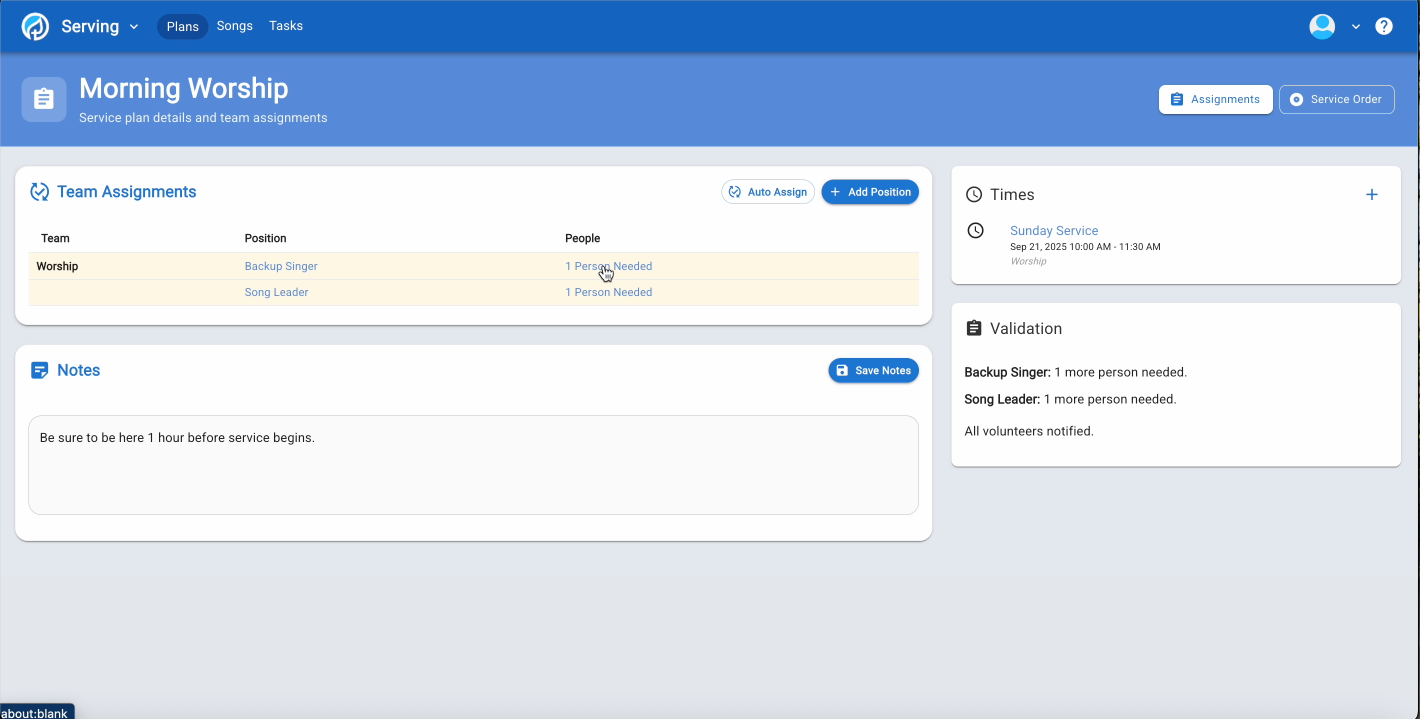 Serving Plans Songs Tasks
Morning Worship
Service plan details and team assignments
Assignments Service Order
Team Assignments Auto Assign Add Position
Team Position People
Worship Backup Singer 1 Person Needed
Song Leader 1 Person Needed
Notes Save Notes
Be sure to be here 1 hour before service begins.
Times
Sunday Service
Sep 21, 2025 10:00 AM - 11:30 AM
Worship
Validation
Backup Singer: 1 more person needed.
Song Leader: 1 more person needed.
All volunteers notified.
about:blank